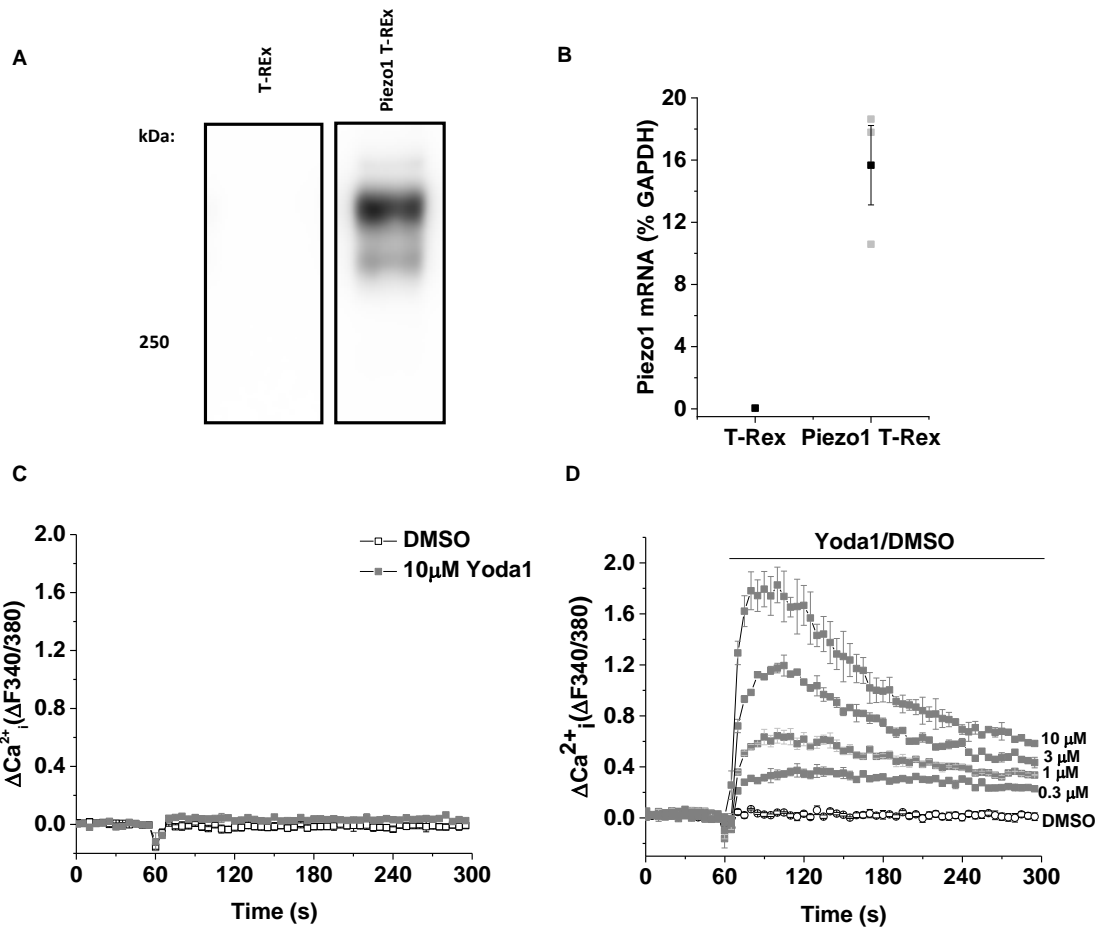 A
T-REx
Piezo1 T-REx
kDa:
250
B
Piezo1 mRNA (% GAPDH)
20
16
12
8
4
0
T-Rex Piezo1 T-Rex
C
ΔCa²⁺ᵢ(ΔF340/380)
2.0
1.6
1.2
0.8
0.4
0.0
DMSO
10μM Yoda1
0 60 120 180 240 300
Time (s)
D
ΔCa²⁺ᵢ(ΔF340/380)
Yoda1/DMSO
2.0
1.6
1.2
0.8
0.4
0.0
10 μM
3 μM
1 μM
0.3 μM
DMSO
0 60 120 180 240 300
Time (s)